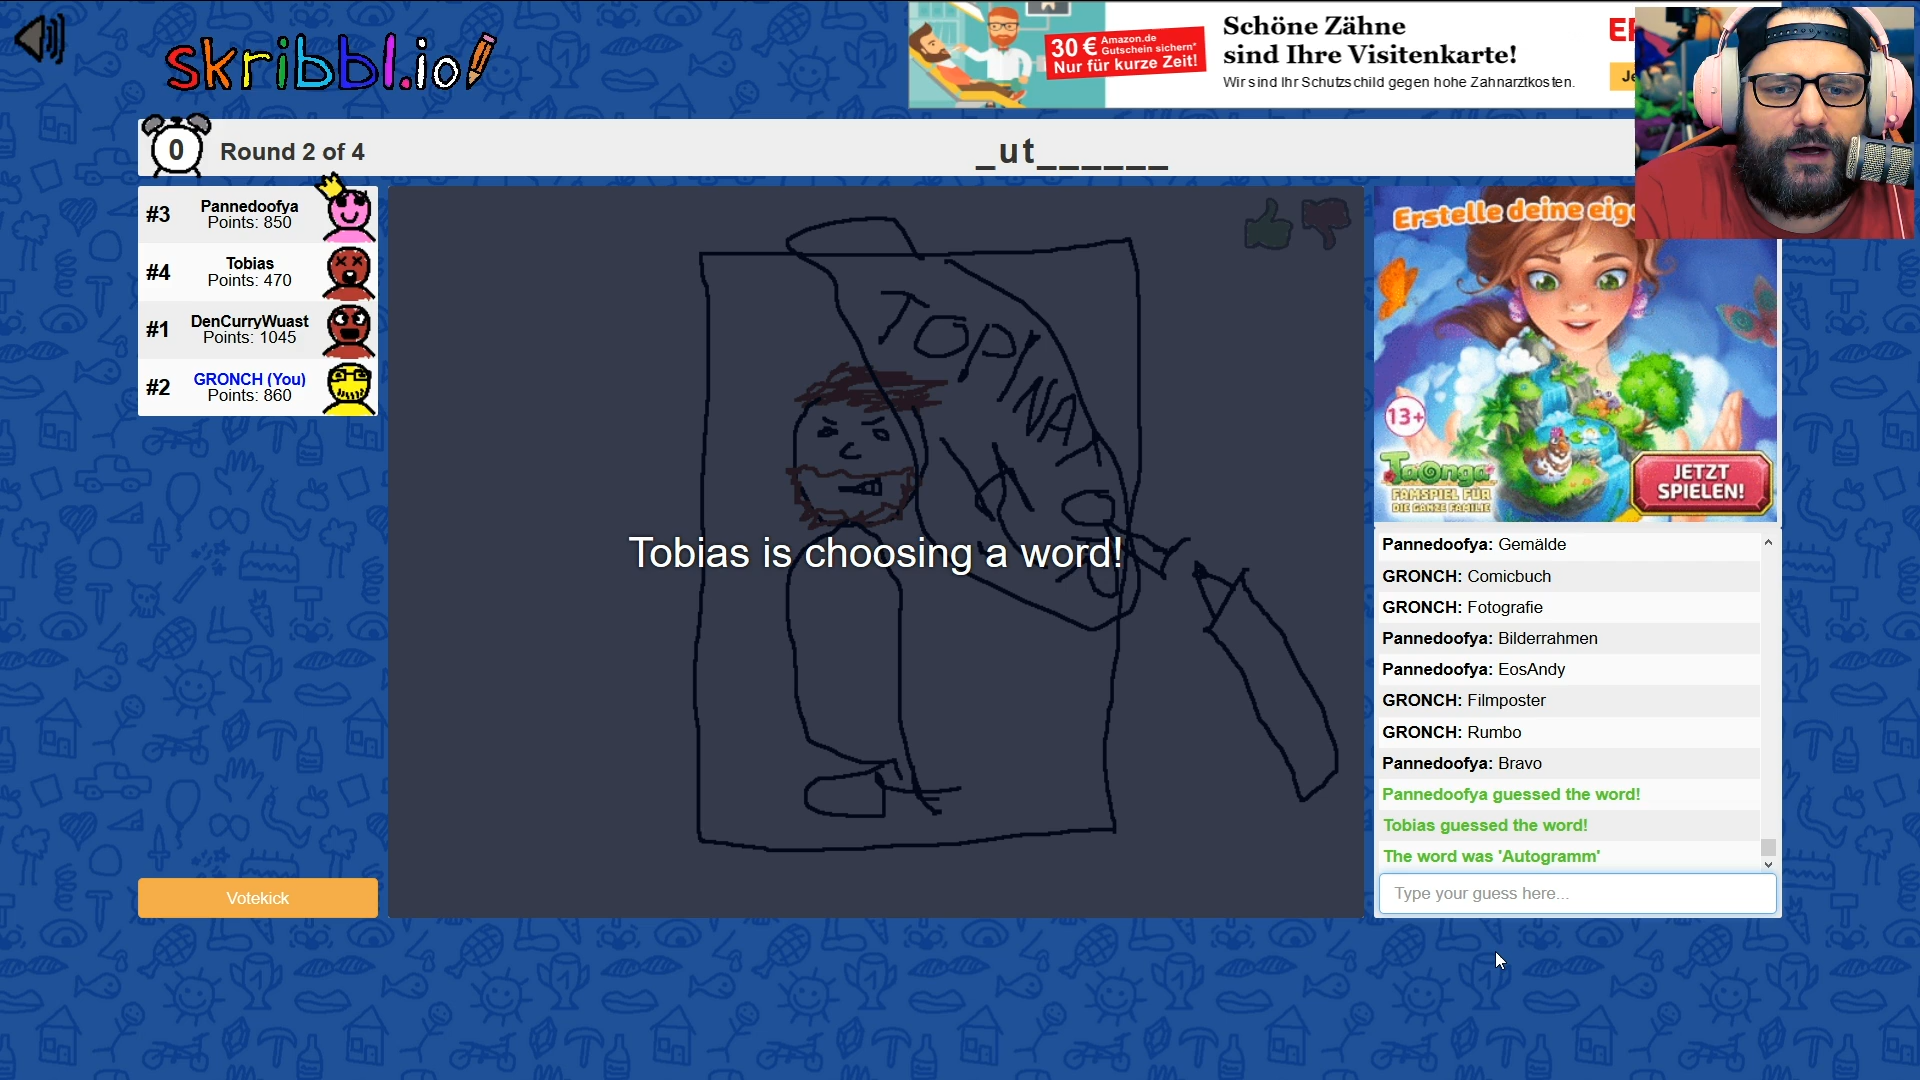 skribbl.io
30 € Amazon.de
Gutschein sichern*
Nur für kurze Zeit!
Schöne Zähne
sind Ihre Visitenkarte!
Wir sind Ihr Schutzschild gegen hohe Zahnarztkosten.
0
Round 2 of 4
_ut______
#3 Pannedoofya
Points: 850
#4 Tobias
Points: 470
#1 DenCurryWuast
Points: 1045
#2 GRONCH (You)
Points: 860
Votekick
TOPINA
Tobias is choosing a word!
Erstelle deine eig
13+
Taonga
FAMSPIEL FÜR
DIE GANZE FAMILIE
JETZT
SPIELEN!
Pannedoofya: Gemälde
GRONCH: Comicbuch
GRONCH: Fotografie
Pannedoofya: Bilderrahmen
Pannedoofya: EosAndy
GRONCH: Filmposter
GRONCH: Rumbo
Pannedoofya: Bravo
Pannedoofya guessed the word!
Tobias guessed the word!
The word was 'Autogramm'
Type your guess here...